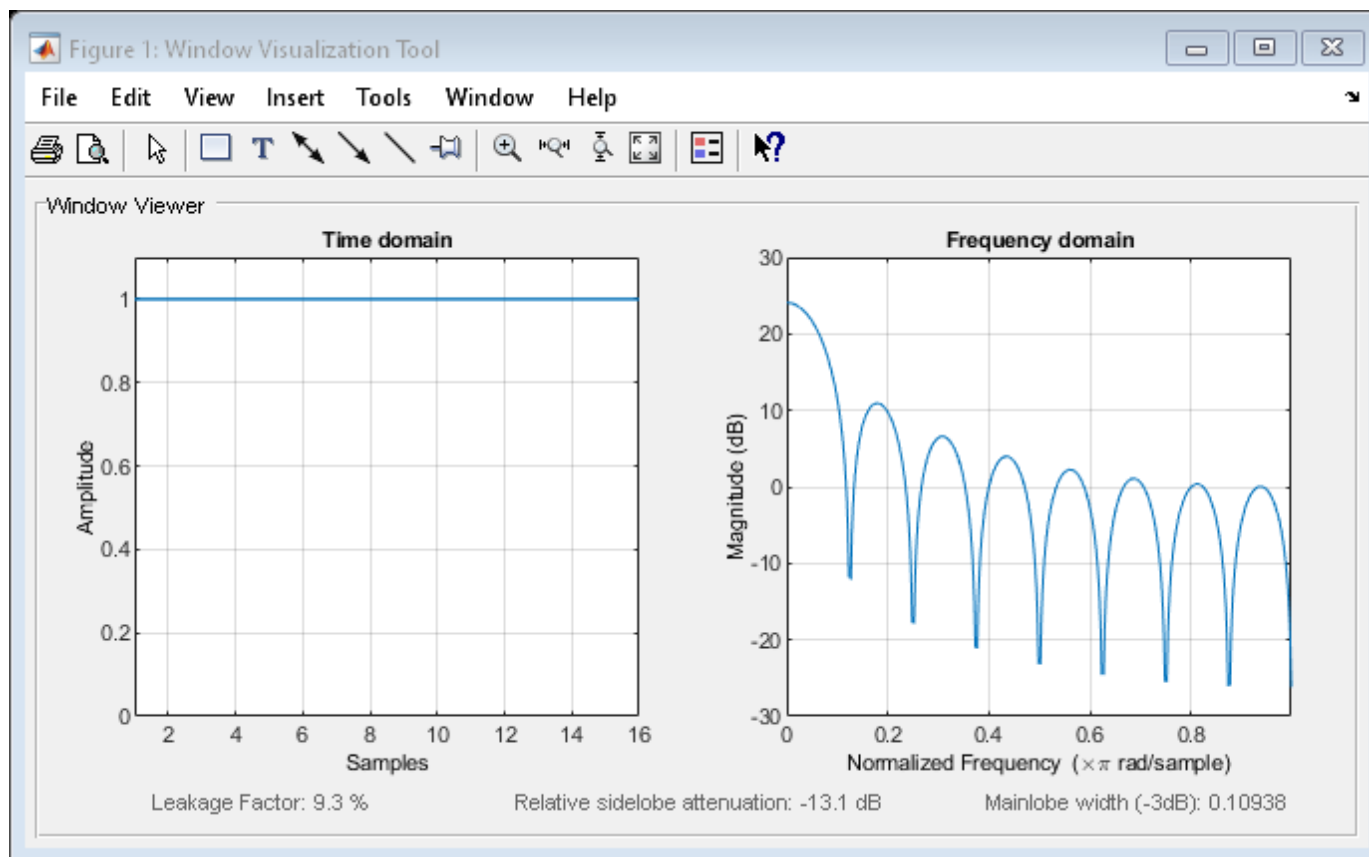 Figure 1: Window Visualization Tool
File Edit View Insert Tools Window Help
T
?
Window Viewer
Time domain
1
0.8
0.6
0.4
0.2
0
Amplitude
2 4 6 8 10 12 14 16
Samples
Frequency domain
30
20
10
0
-10
-20
-30
Magnitude (dB)
0 0.2 0.4 0.6 0.8
Normalized Frequency (×π rad/sample)
Leakage Factor: 9.3 % Relative sidelobe attenuation: -13.1 dB Mainlobe width (-3dB): 0.10938